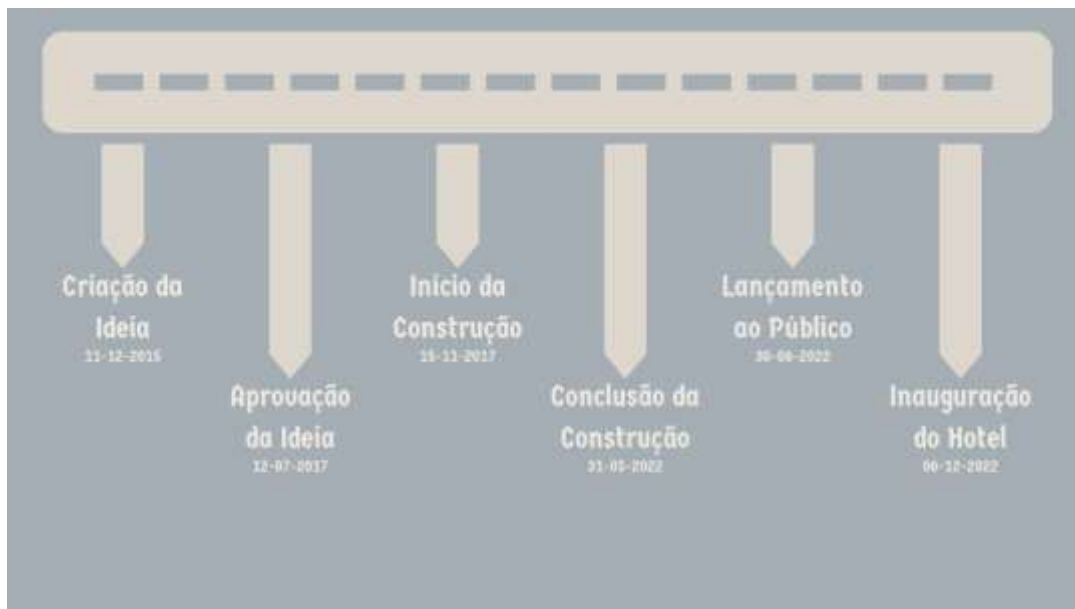 Criação da
Ideia
11-12-2015
Aprovação
da Ideia
12-07-2017
Início da
Construção
15-11-2017
Conclusão da
Construção
31-05-2022
Lançamento
ao Público
30-06-2022
Inauguração
do Hotel
06-12-2022